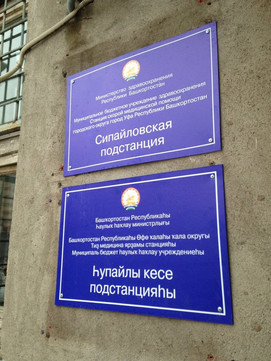 Министерство здравоохранения
Республики Башкортостан
Муниципальное бюджетное учреждение здравоохранения
Станция скорой медицинской помощи
городского округа город Уфа Республики Башкортостан
Сипайловская
подстанция
Башҡортостан Республикаһы
һаулыҡ һаҡлау министрлығы
Башҡортостан Республикаһы Өфө ҡалаһы ҡала округы
Тиҙ медицина ярҙамы станцияһы
Муниципаль бюджет һаулыҡ һаҡлау учреждениеһы
Һупайлы кесе
подстанцияһы